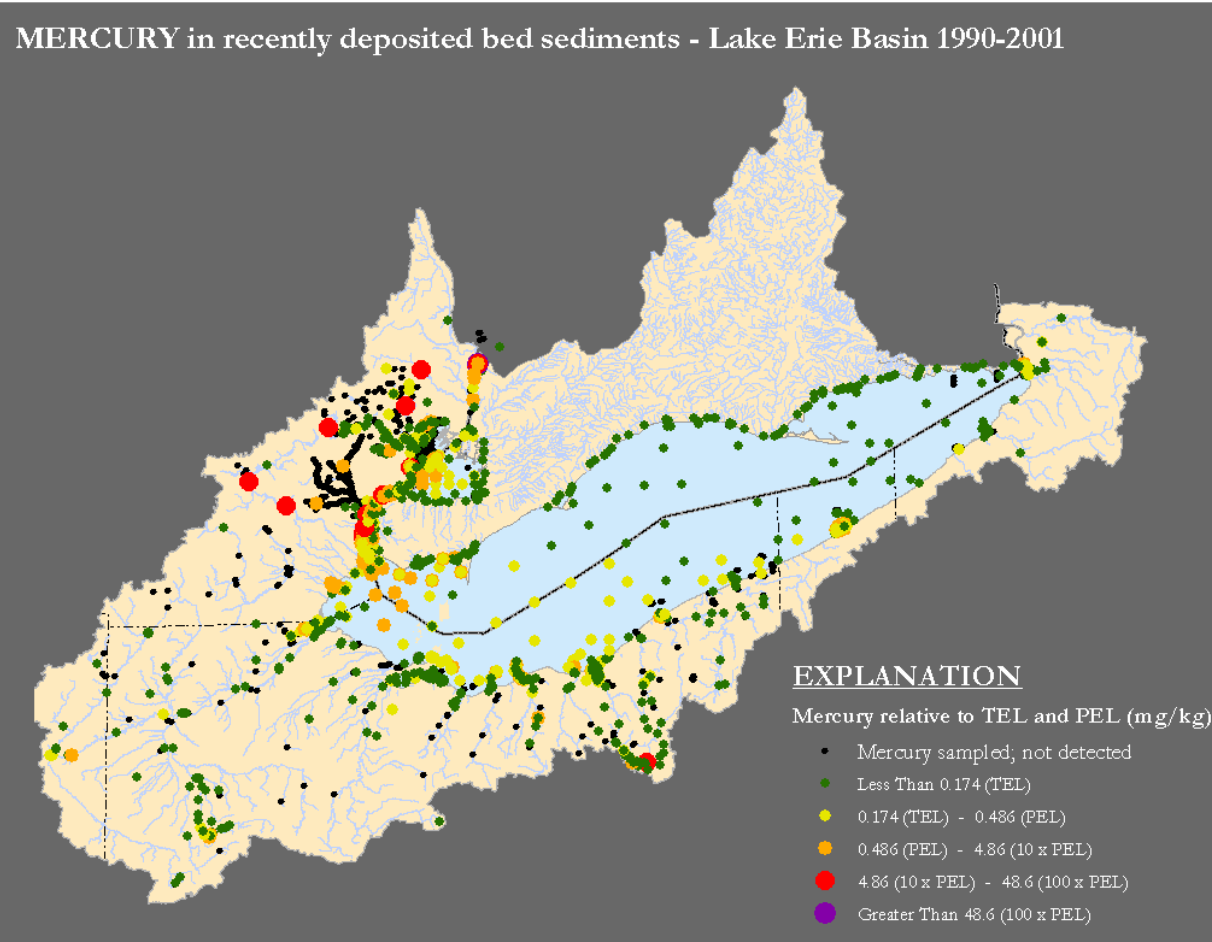 MERCURY in recently deposited bed sediments - Lake Erie Basin 1990-2001
EXPLANATION
Mercury relative to TEL and PEL (mg/kg)
Mercury sampled; not detected
Less Than 0.174 (TEL)
0.174 (TEL) - 0.486 (PEL)
0.486 (PEL) - 4.86 (10 x PEL)
4.86 (10 x PEL) - 48.6 (100 x PEL)
Greater Than 48.6 (100 x PEL)